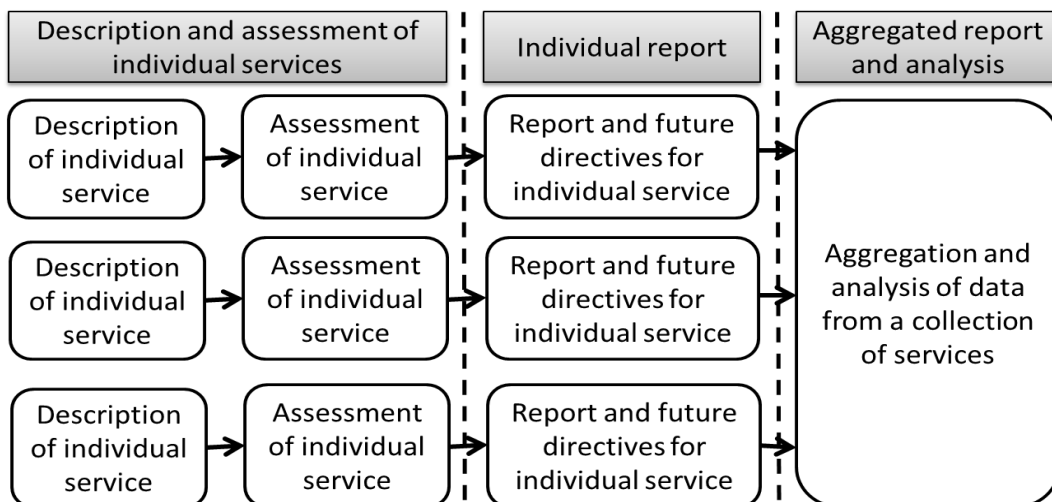 Description and assessment of
individual services
Individual report
Aggregated report
and analysis
Description
of individual
service
Assessment
of individual
service
Report and future
directives for
individual service
Description
of individual
service
Assessment
of individual
service
Report and future
directives for
individual service
Description
of individual
service
Assessment
of individual
service
Report and future
directives for
individual service
Aggregation and
analysis of data
from a collection
of services